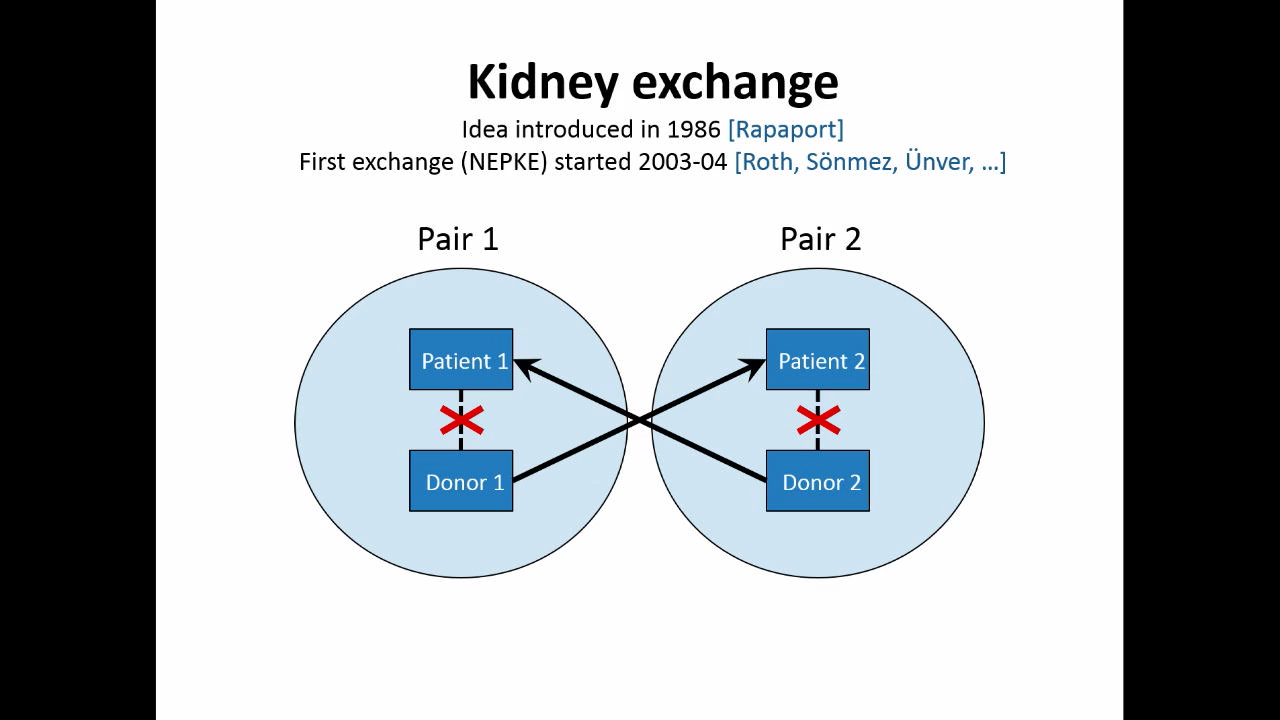 Kidney exchange
Idea introduced in 1986 [Rapaport]
First exchange (NEPKE) started 2003-04 [Roth, Sönmez, Ünver, ...]
Pair 1
Pair 2
Patient 1
Patient 2
Donor 1
Donor 2